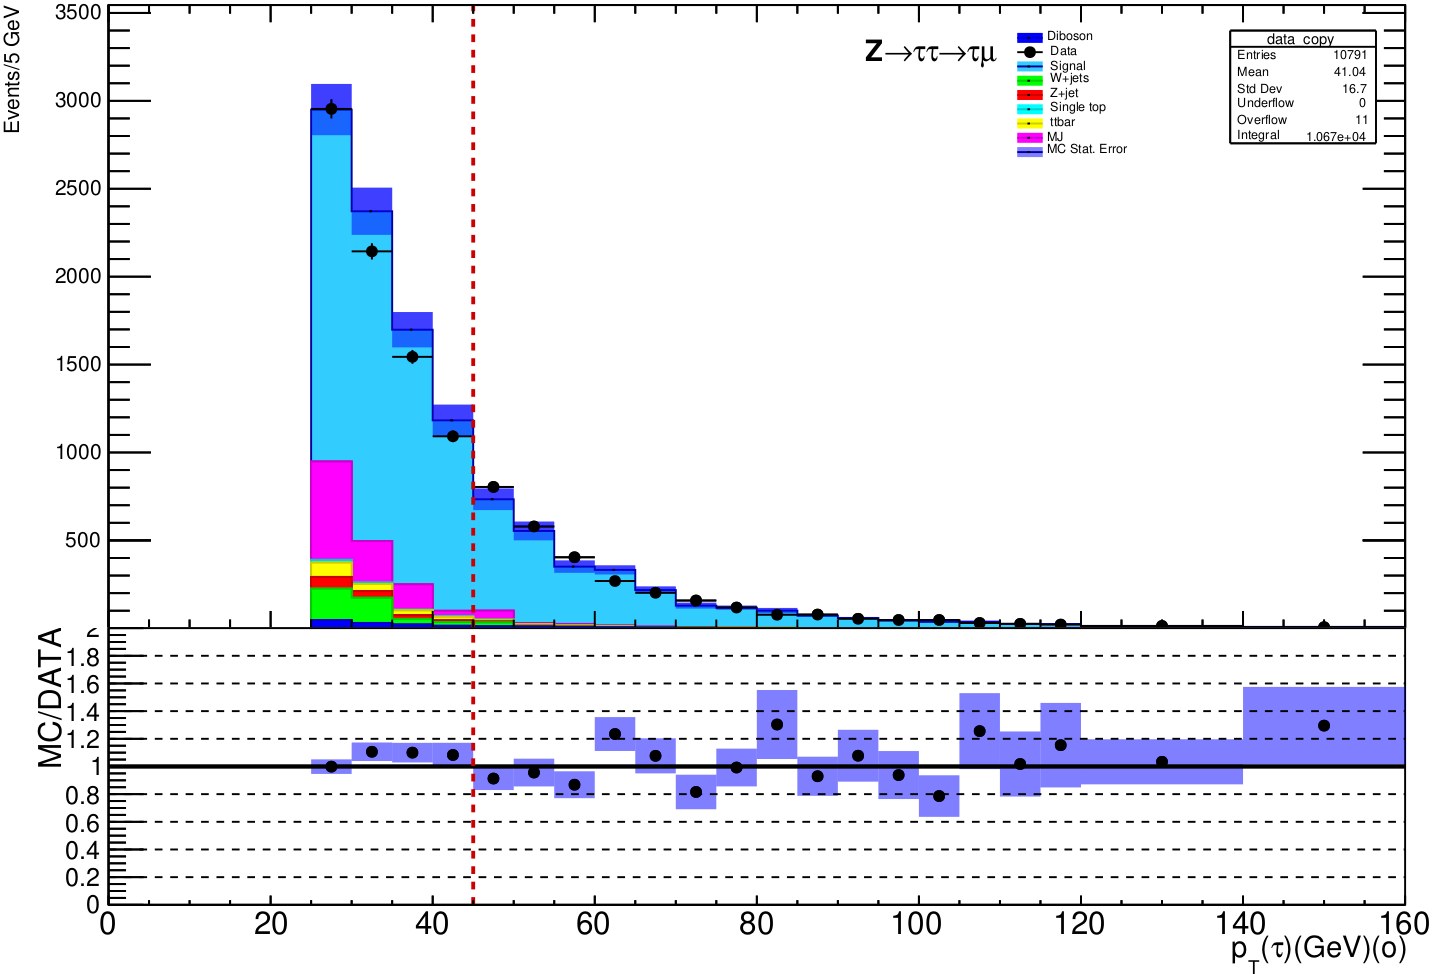 Events/5 GeV
3500
3000
2500
2000
1500
1000
500
Z→ττ→τμ
Diboson
Data
Signal
W+jets
Z+jet
Single top
ttbar
MJ
MC Stat. Error
data copy
Entries 10791
Mean 41.04
Std Dev 16.7
Underflow 0
Overflow 11
Integral 1.067e+04
MC/DATA
2
1.8
1.6
1.4
1.2
1
0.8
0.6
0.4
0.2
0
0 20 40 60 80 100 120 140 160
p_T(τ)(GeV)(o)